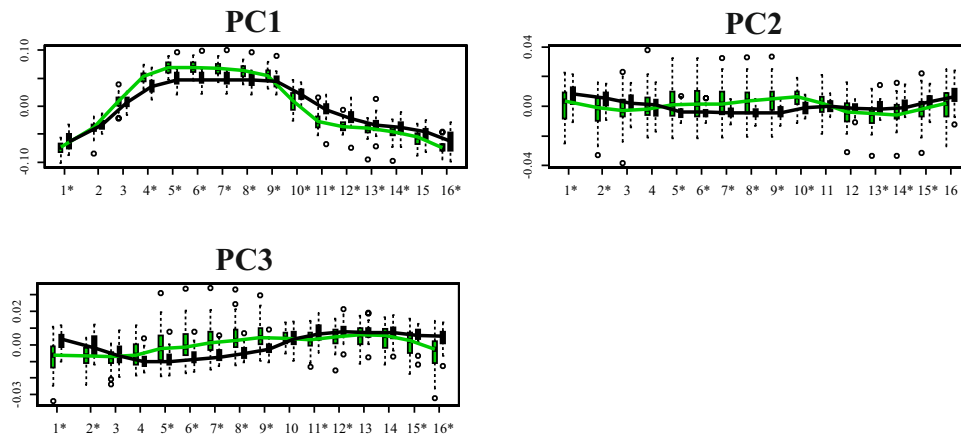 PC1
0.10
0.00
-0.10
1* 2 3 4* 5* 6* 7* 8* 9* 10* 11* 12* 13* 14* 15 16*
PC2
0.04
0.00
-0.04
1* 2* 3 4 5* 6* 7* 8* 9* 10* 11 12 13* 14* 15* 16
PC3
0.02
0.00
-0.03
1* 2* 3 4 5* 6* 7* 8* 9* 10 11* 12* 13 14 15* 16*